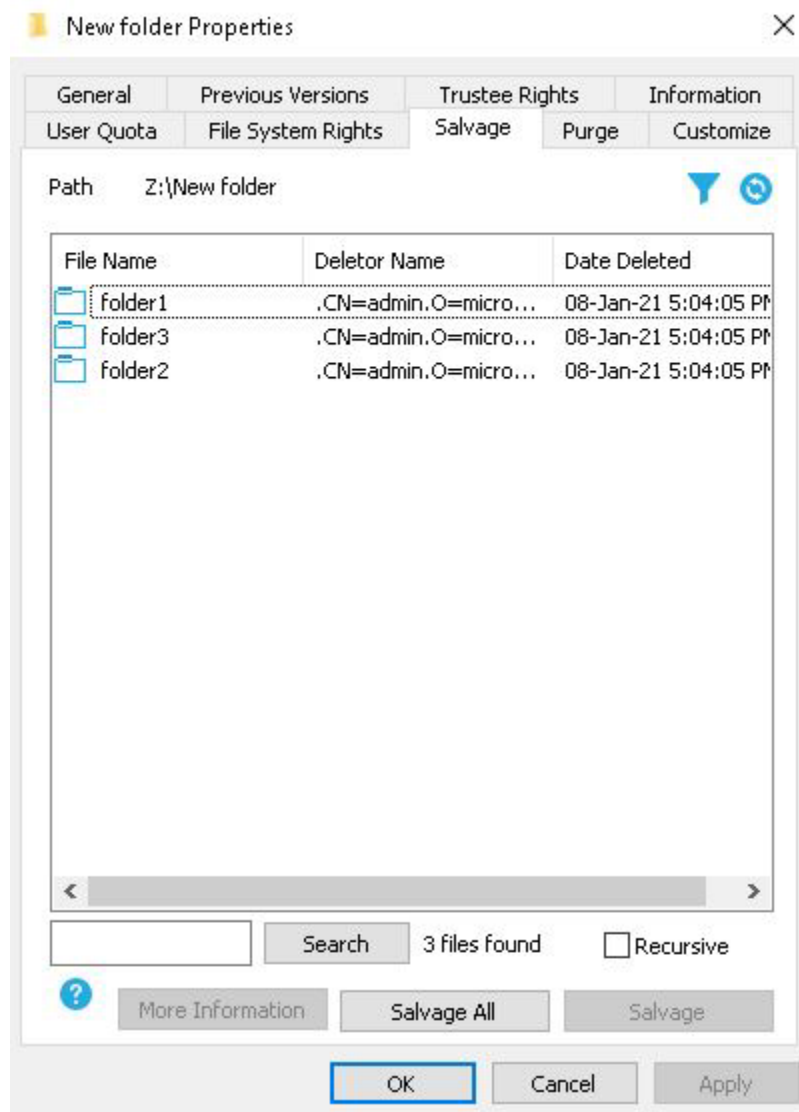 New folder Properties
General Previous Versions Trustee Rights Information
User Quota File System Rights Salvage Purge Customize
Path Z:\New folder
File Name Deletor Name Date Deleted
folder1 .CN=admin.O=micro... 08-Jan-21 5:04:05 PM
folder3 .CN=admin.O=micro... 08-Jan-21 5:04:05 PM
folder2 .CN=admin.O=micro... 08-Jan-21 5:04:05 PM
Search 3 files found Recursive
? More Information Salvage All Salvage
OK Cancel Apply